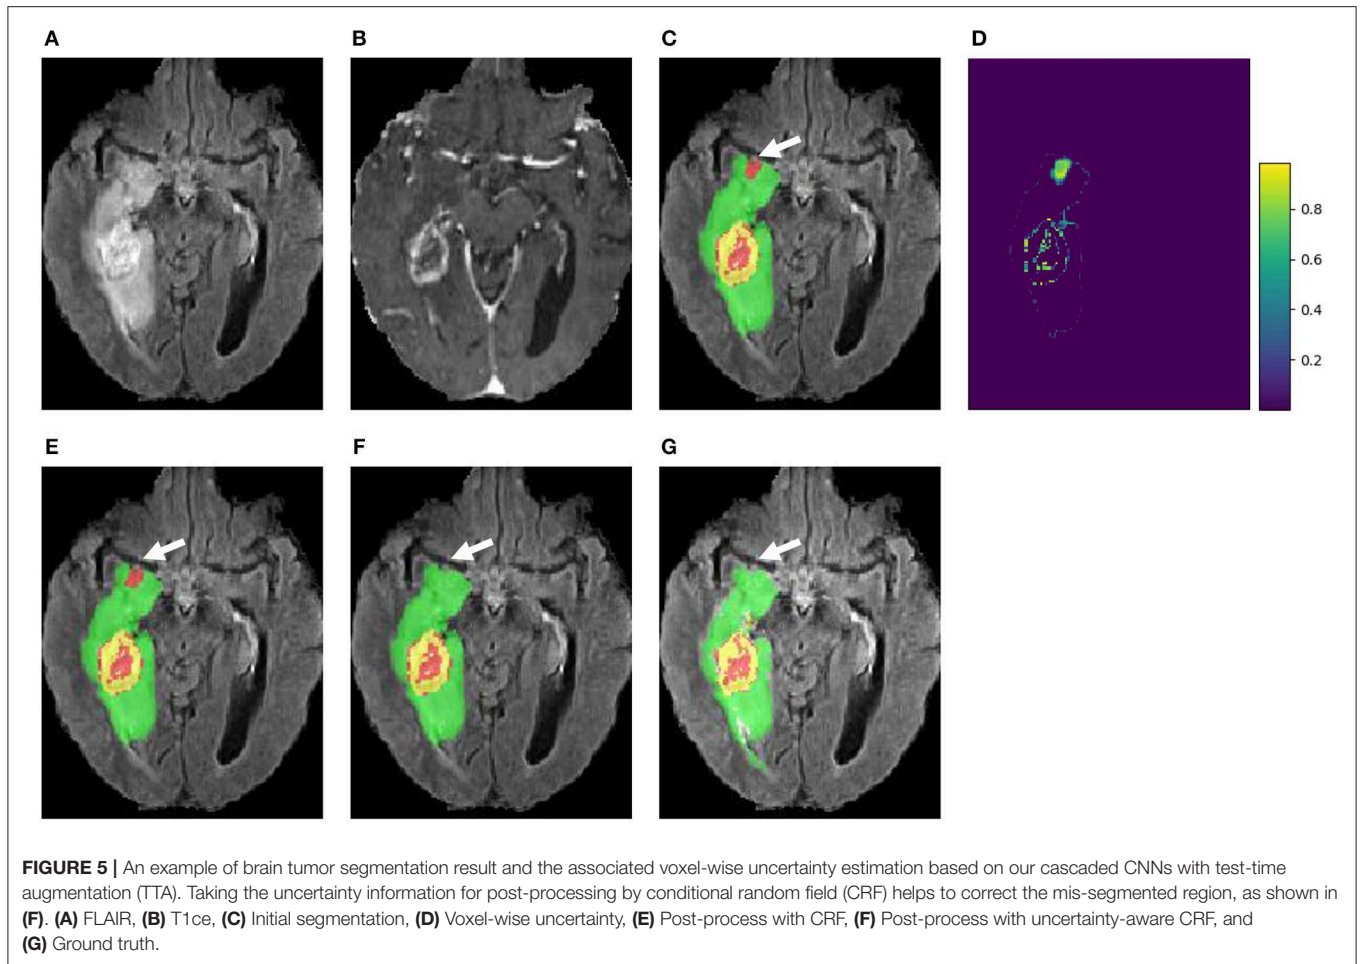 A
B
C
D
0.8
0.6
0.4
0.2
E
F
G
FIGURE 5 | An example of brain tumor segmentation result and the associated voxel-wise uncertainty estimation based on our cascaded CNNs with test-time
augmentation (TTA). Taking the uncertainty information for post-processing by conditional random field (CRF) helps to correct the mis-segmented region, as shown in
(F). (A) FLAIR, (B) T1ce, (C) Initial segmentation, (D) Voxel-wise uncertainty, (E) Post-process with CRF, (F) Post-process with uncertainty-aware CRF, and
(G) Ground truth.